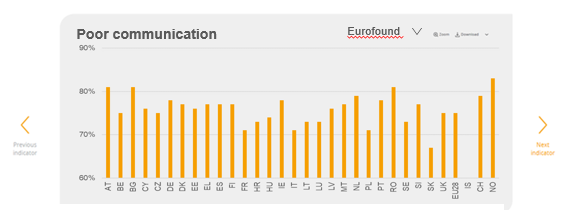 Poor communication
Eurofound
Zoom
Download
90%
80%
70%
60%
AT BE BG CY CZ DE DK EE EL ES FI FR HR HU IE IT LT LU LV MT NL PL PT RO SE SI SK UK EU28 IS CH NO
Previous
indicator
Next
indicator